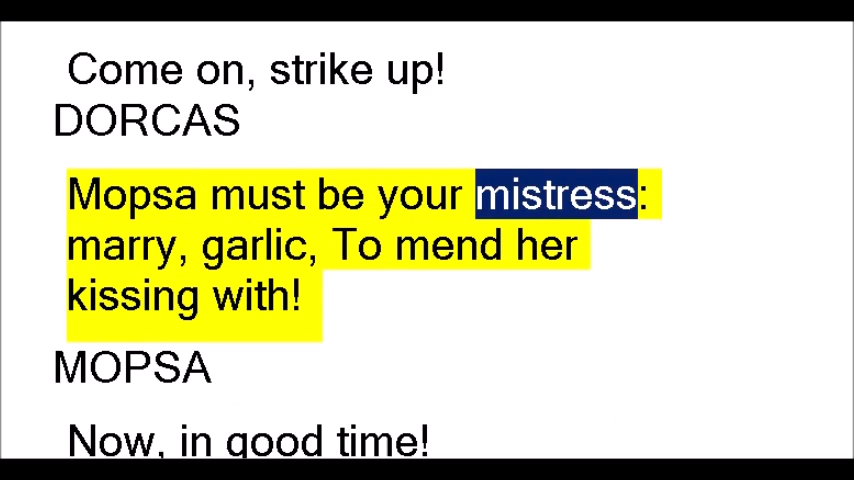 Come on, strike up!
DORCAS
Mopsa must be your mistress:
marry, garlic, To mend her
kissing with!
MOPSA
Now, in good time!